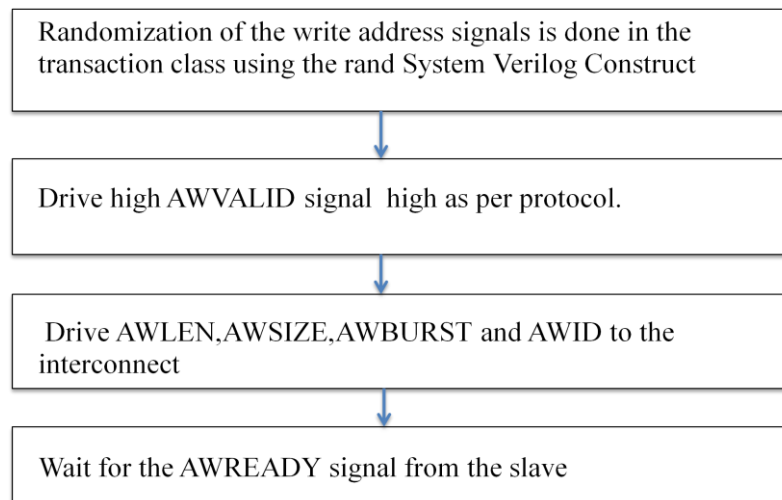 Randomization of the write address signals is done in the
transaction class using the rand System Verilog Construct
Drive high AWVALID signal  high as per protocol.
Drive AWLEN,AWSIZE,AWBURST and AWID to the
interconnect
Wait for the AWREADY signal from the slave